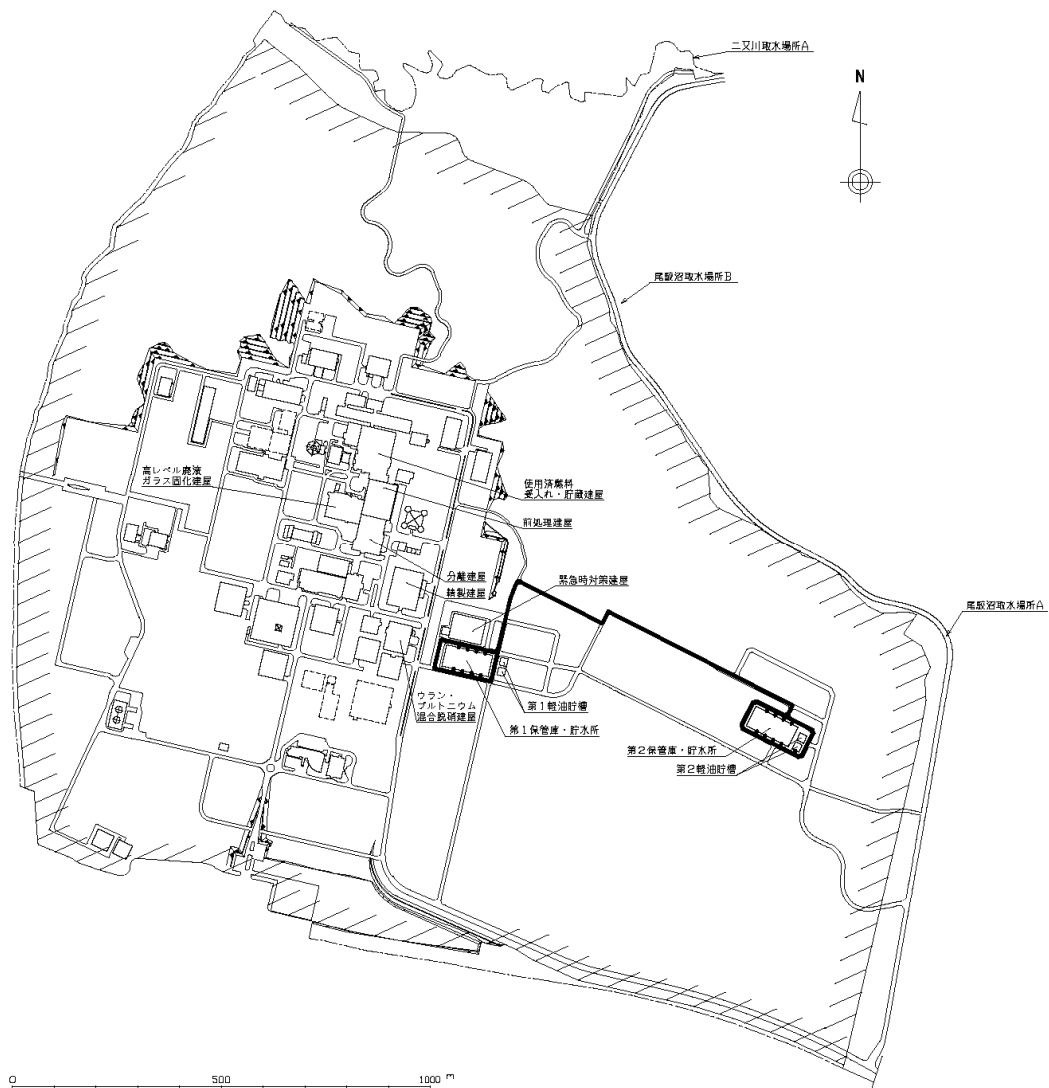 二又川取水場所A
N
尾駮沼取水場所B
高レベル廃液
ガラス固化建屋
使用済燃料
受入れ・貯蔵建屋
前処理建屋
分離建屋
精製建屋
緊急時対策建屋
尾駮沼取水場所A
ウラン・
プルトニウム
混合脱硝建屋
第1軽油貯槽
第1保管庫・貯水所
第2保管庫・貯水所
第2軽油貯槽
0
500
1000 m